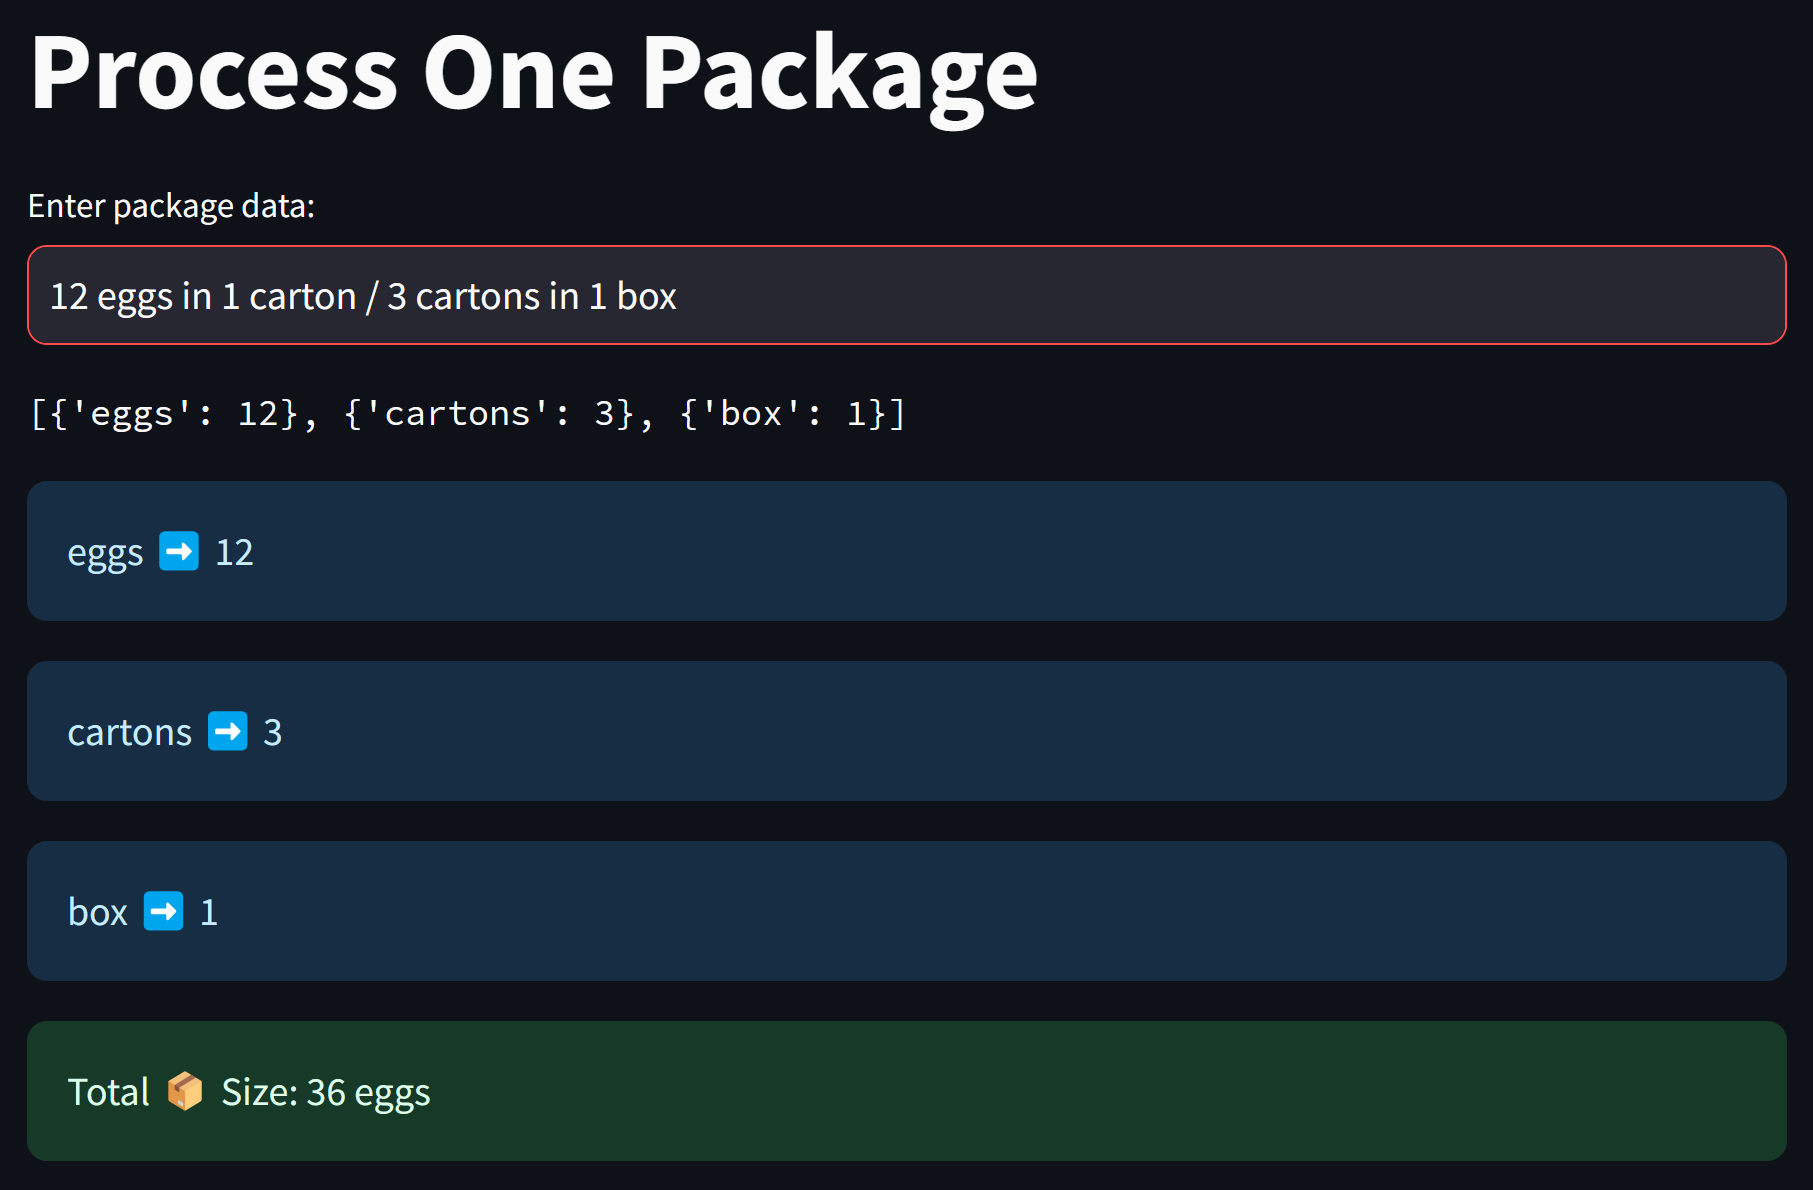 Process One Package
Enter package data:
12 eggs in 1 carton / 3 cartons in 1 box
[{'eggs': 12}, {'cartons': 3}, {'box': 1}]
eggs ➡️ 12
cartons ➡️ 3
box ➡️ 1
Total 📦 Size: 36 eggs